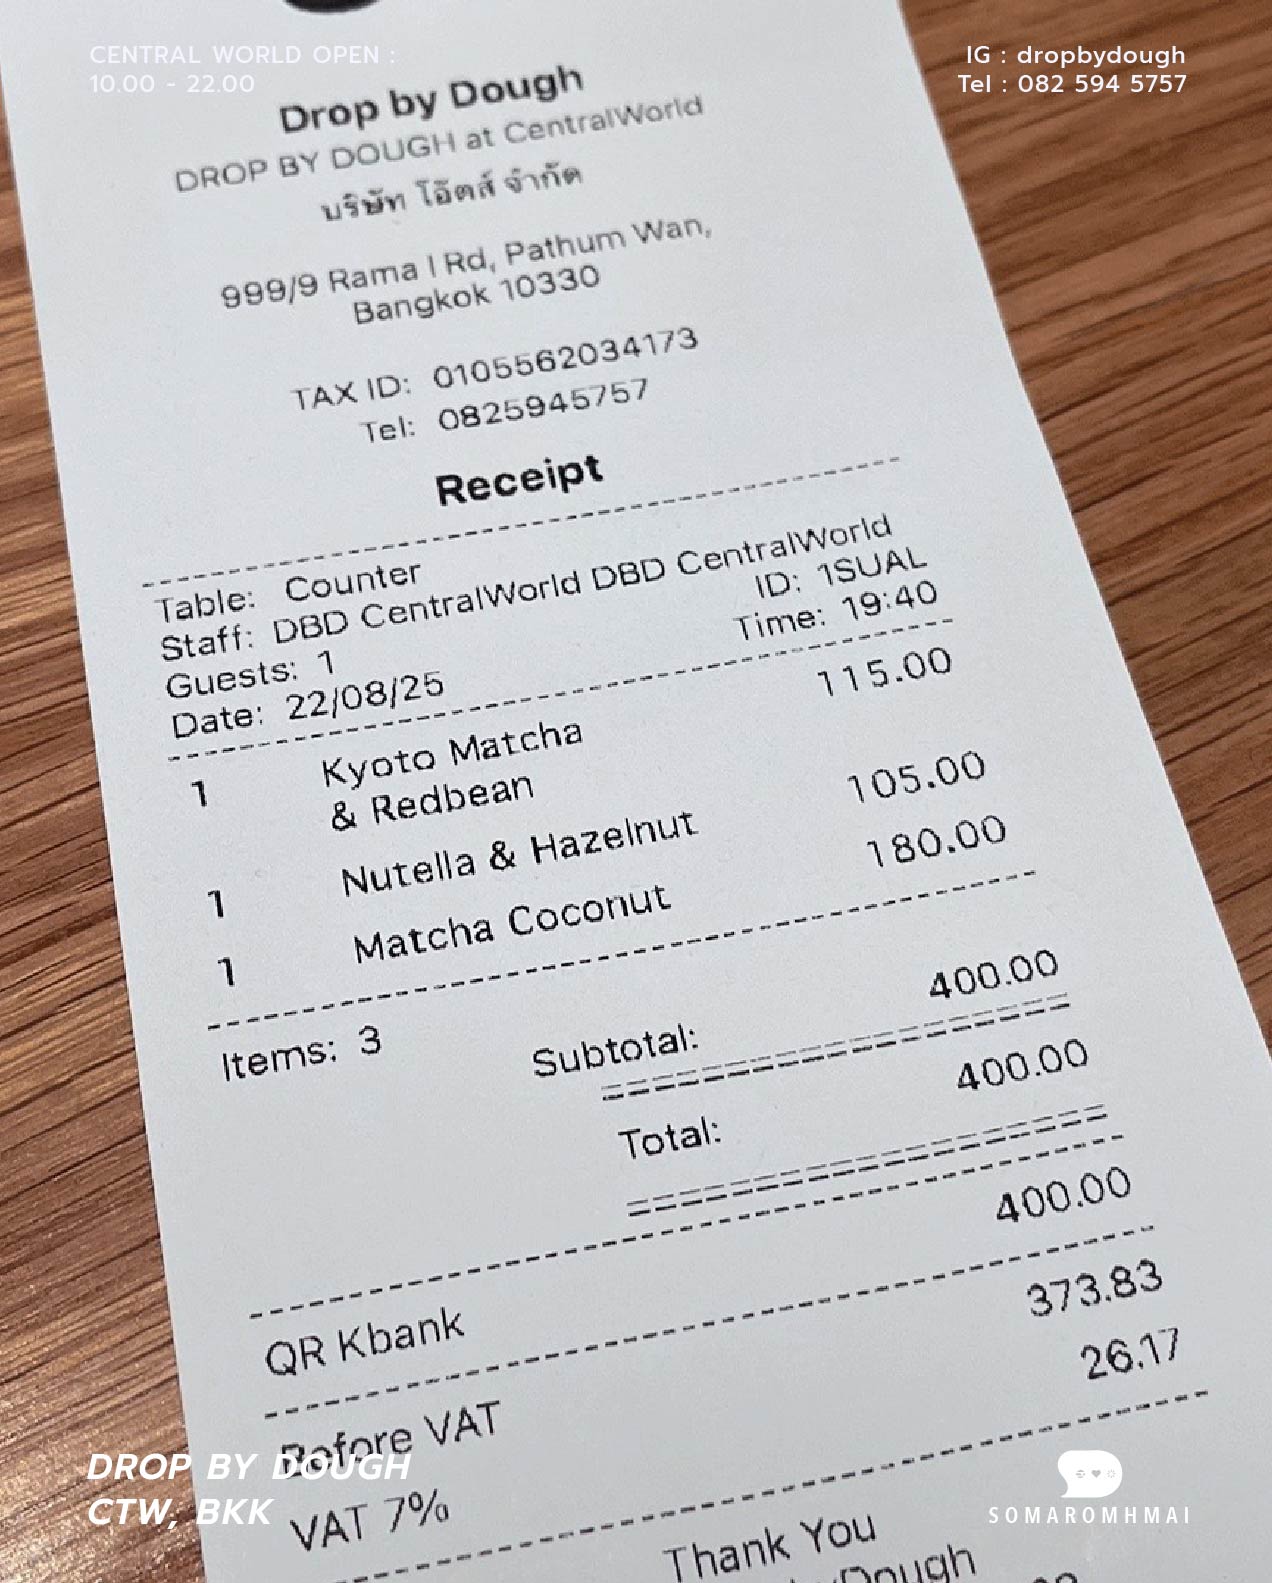 CENTRAL WORLD OPEN :
10.00 - 22.00
IG : dropbydough
Tel : 082 594 5757
Drop by Dough
DROP BY DOUGH at CentralWorld
บริษัท โอ๊ตส์ จำกัด
999/9 Rama I Rd, Pathum Wan,
Bangkok 10330
TAX ID: 0105562034173
Tel: 0825945757
Receipt
Table: Counter
Staff: DBD CentralWorld DBD CentralWorld
Guests: 1 ID: 1SUAL
Date: 22/08/25 Time: 19:40
1 Kyoto Matcha 115.00
& Redbean
1 Nutella & Hazelnut 105.00
1 Matcha Coconut 180.00
Items: 3 Subtotal: 400.00
Total: 400.00
QR Kbank 400.00
Before VAT 373.83
VAT 7% 26.17
Thank You
Dough
DROP BY DOUGH
CTW, BKK
SOMAROMHMAI